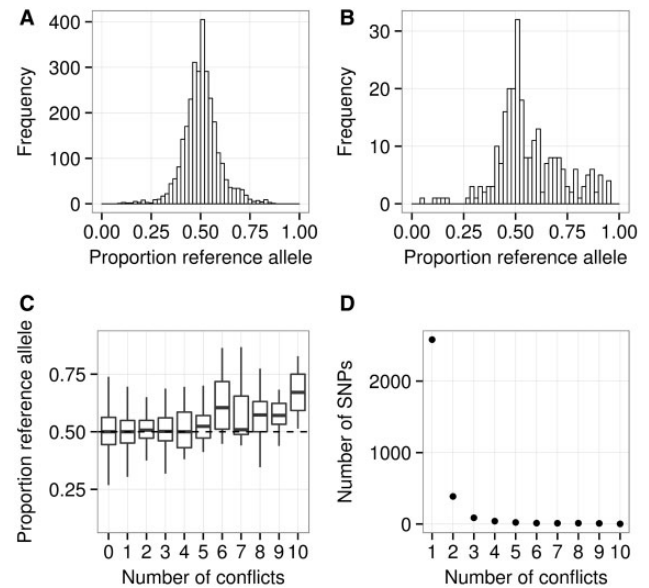 A
Frequency
400
300
200
100
0
0.00 0.25 0.50 0.75 1.00
Proportion reference allele
B
Frequency
30
20
10
0
0.00 0.25 0.50 0.75 1.00
Proportion reference allele
C
Proportion reference allele
0.75
0.50
0.25
0 1 2 3 4 5 6 7 8 9 10
Number of conflicts
D
Number of SNPs
2000
1000
0
1 2 3 4 5 6 7 8 9 10
Number of conflicts